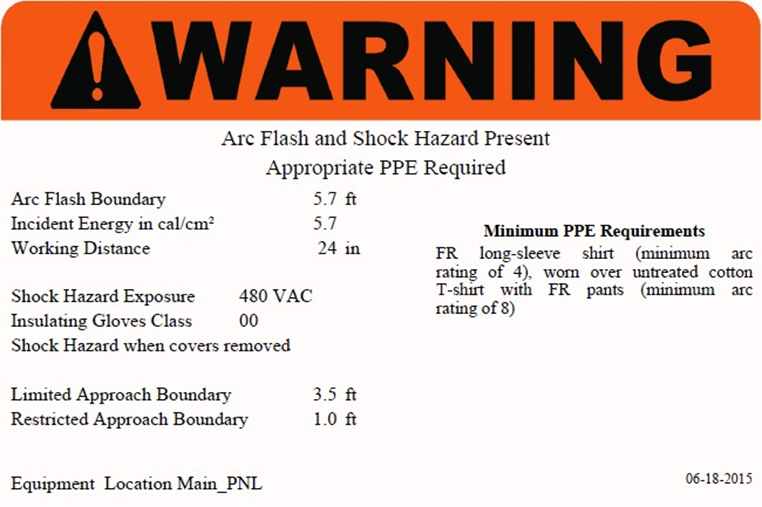 WARNING
Arc Flash and Shock Hazard Present
Appropriate PPE Required
Arc Flash Boundary 5.7 ft
Incident Energy in cal/cm² 5.7
Working Distance 24 in
Shock Hazard Exposure 480 VAC
Insulating Gloves Class 00
Shock Hazard when covers removed
Limited Approach Boundary 3.5 ft
Restricted Approach Boundary 1.0 ft
Minimum PPE Requirements
FR long-sleeve shirt (minimum arc
rating of 4), worn over untreated cotton
T-shirt with FR pants (minimum arc
rating of 8)
Equipment Location Main_PNL
06-18-2015